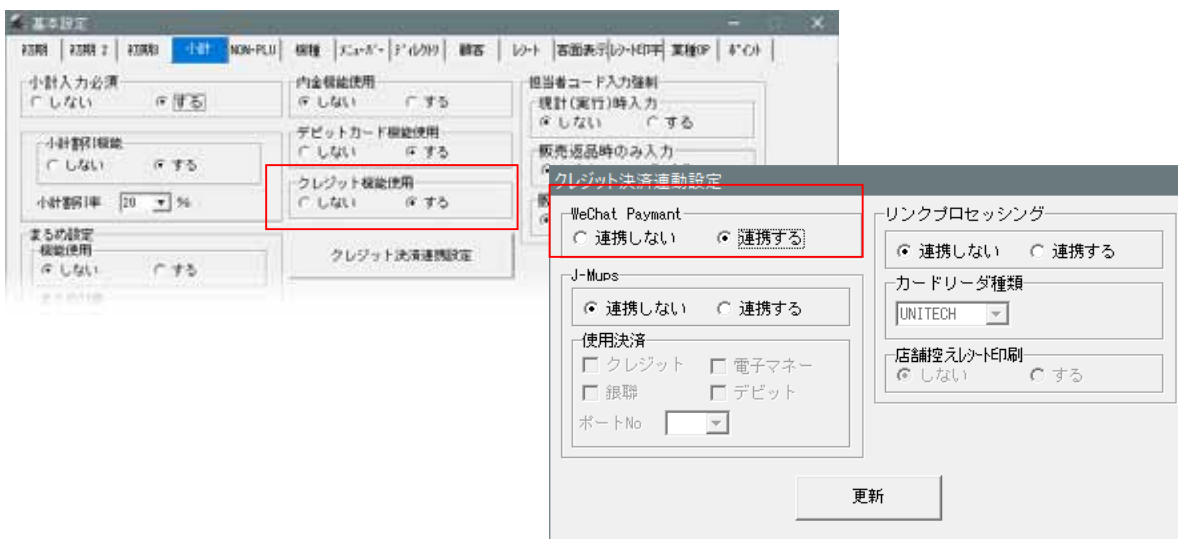 基本設定
初期 初期 2 初期3 小計 NON-PLU 機種 ﾒﾆｭｰﾊﾞｰ ﾃﾞｨﾚｸﾄﾘ 顧客 ﾚｼｰﾄ 客面表示 ﾚｼｰﾄ印字 業種OP ﾎﾟｲﾝﾄ
小計入力必須
しない する
小計割引機能
しない する
小計割引率 20 %
まるめ設定
機能使用
しない する
内金機能使用
しない する
デビットカード機能使用
しない する
クレジット機能使用
しない する
クレジット決済連携設定
担当者コード入力強制
現計(実行)時入力
しない する
販売返品時のみ入力
クレジット決済連動設定
WeChat Paymant
連携しない 連携する
J-Mups
連携しない 連携する
使用決済
クレジット 電子マネー
銀聯 デビット
ポートNo
リンクプロセッシング
連携しない 連携する
カードリーダ種類
UNITECH
店舗控えﾚｼｰﾄ印刷
しない する
更新